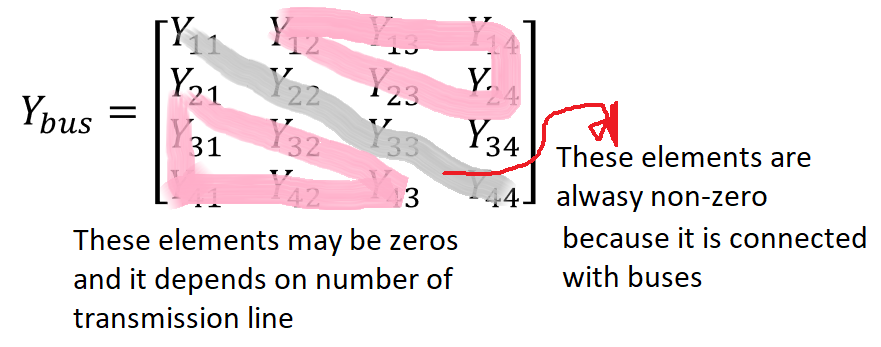 Y₁₁ Y₁₂ Y₁₃ Y₁₄
Y₂₁ Y₂₂ Y₂₃ Y₂₄
Y_bus =
Y₃₁ Y₃₂ Y₃₃ Y₃₄
Y₄₂ Y₄₃ Y₄₄
These elements are
alwasy non-zero
because it is connected
with buses
These elements may be zeros
and it depends on number of
transmission line